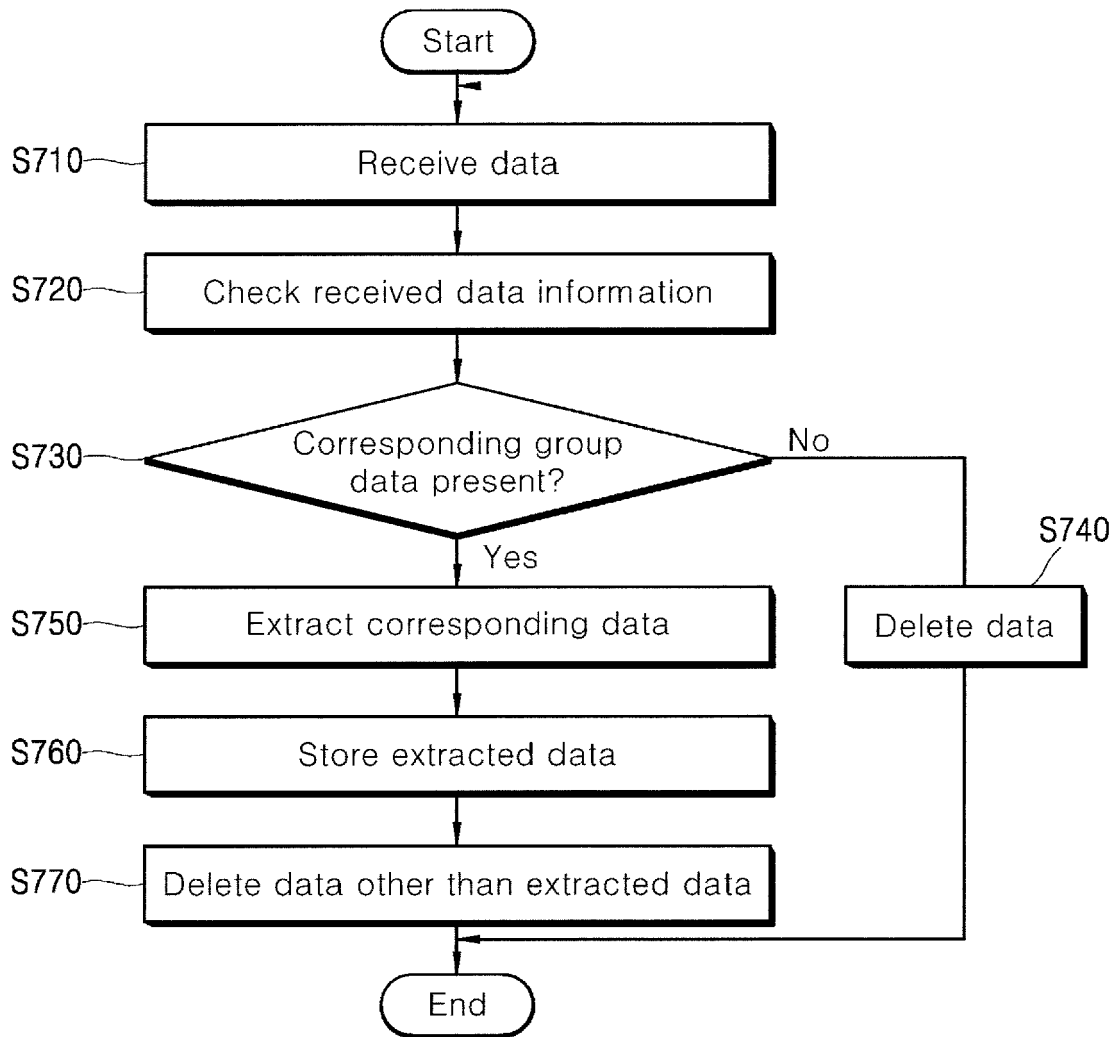 Start
S710
Receive data
S720
Check received data information
S730
Corresponding group
data present?
No
Yes
S740
Delete data
S750
Extract corresponding data
S760
Store extracted data
S770
Delete data other than extracted data
End